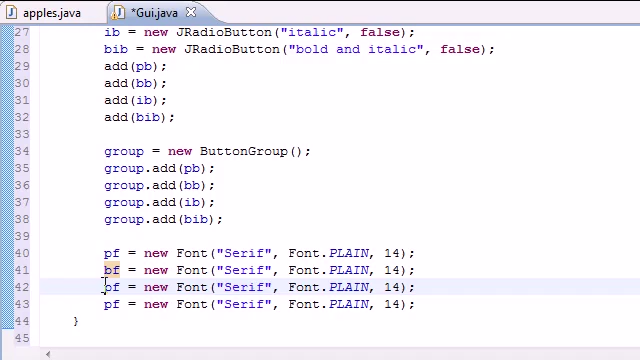 apples.java *Gui.java
27 ib = new JRadioButton("italic", false);
28 bib = new JRadioButton("bold and italic", false);
29 add(pb);
30 add(bb);
31 add(ib);
32 add(bib);
33
34 group = new ButtonGroup();
35 group.add(pb);
36 group.add(bb);
37 group.add(ib);
38 group.add(bib);
39
40 pf = new Font("Serif", Font.PLAIN, 14);
41 bf = new Font("Serif", Font.PLAIN, 14);
42 pf = new Font("Serif", Font.PLAIN, 14);
43 pf = new Font("Serif", Font.PLAIN, 14);
44 }
45